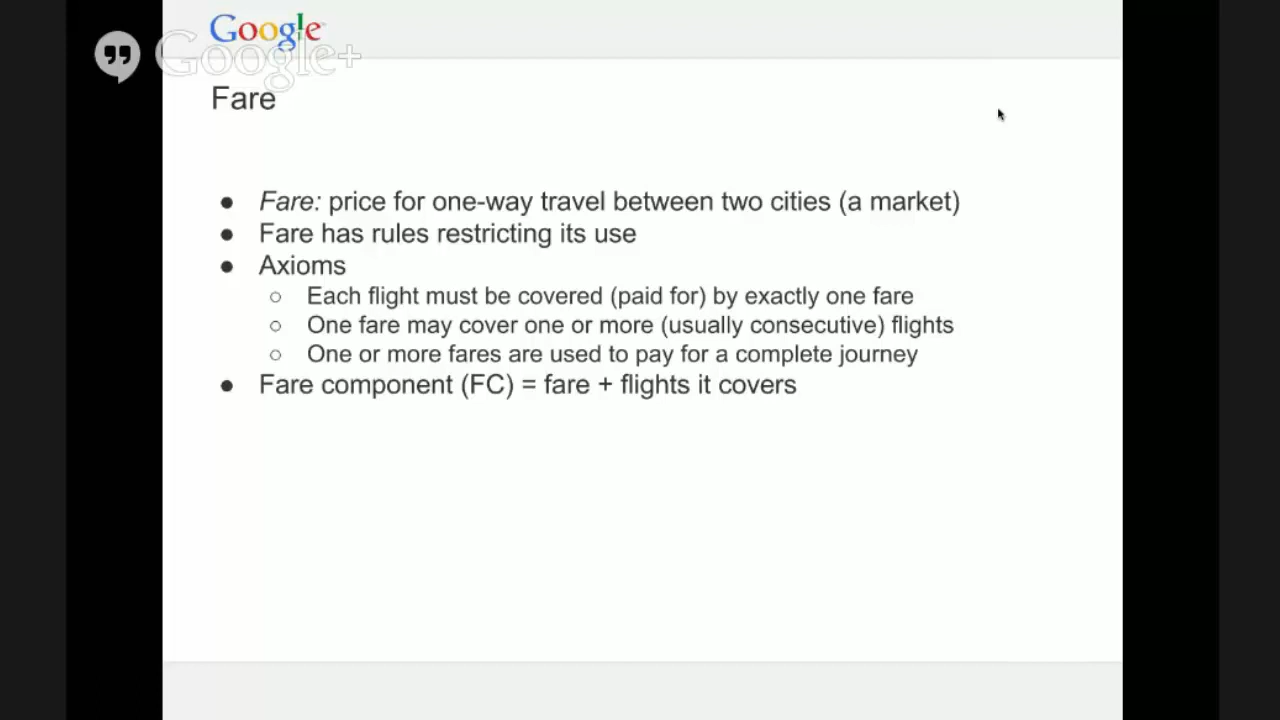 Google
Google+
Fare
● Fare: price for one-way travel between two cities (a market)
● Fare has rules restricting its use
● Axioms
○ Each flight must be covered (paid for) by exactly one fare
○ One fare may cover one or more (usually consecutive) flights
○ One or more fares are used to pay for a complete journey
● Fare component (FC) = fare + flights it covers